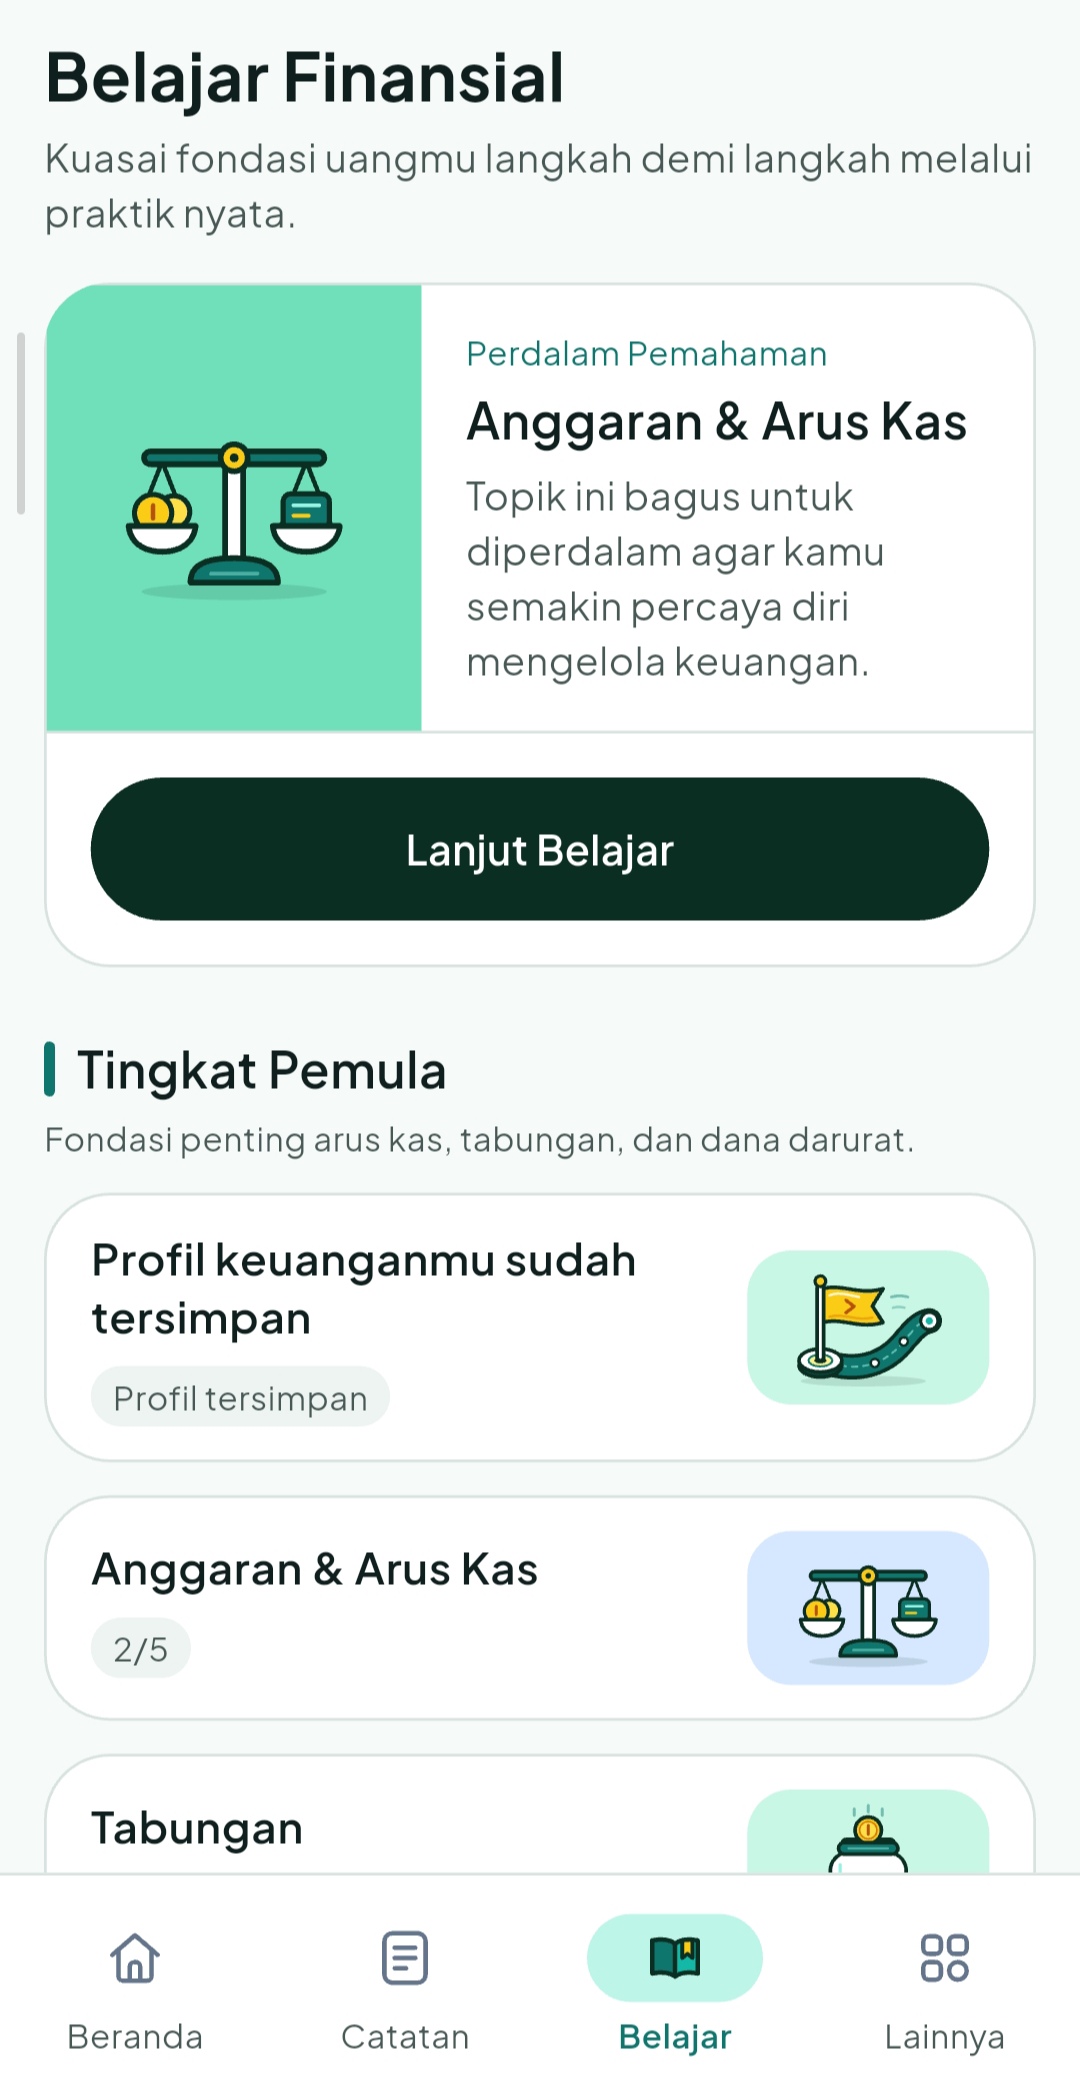 Belajar Finansial
Kuasai fondasi uangmu langkah demi langkah melalui
praktik nyata.
Perdalam Pemahaman
Anggaran & Arus Kas
Topik ini bagus untuk
diperdalam agar kamu
semakin percaya diri
mengelola keuangan.
Lanjut Belajar
Tingkat Pemula
Fondasi penting arus kas, tabungan, dan dana darurat.
Profil keuanganmu sudah
tersimpan
Profil tersimpan
Anggaran & Arus Kas
2/5
Tabungan
Beranda
Catatan
Belajar
Lainnya